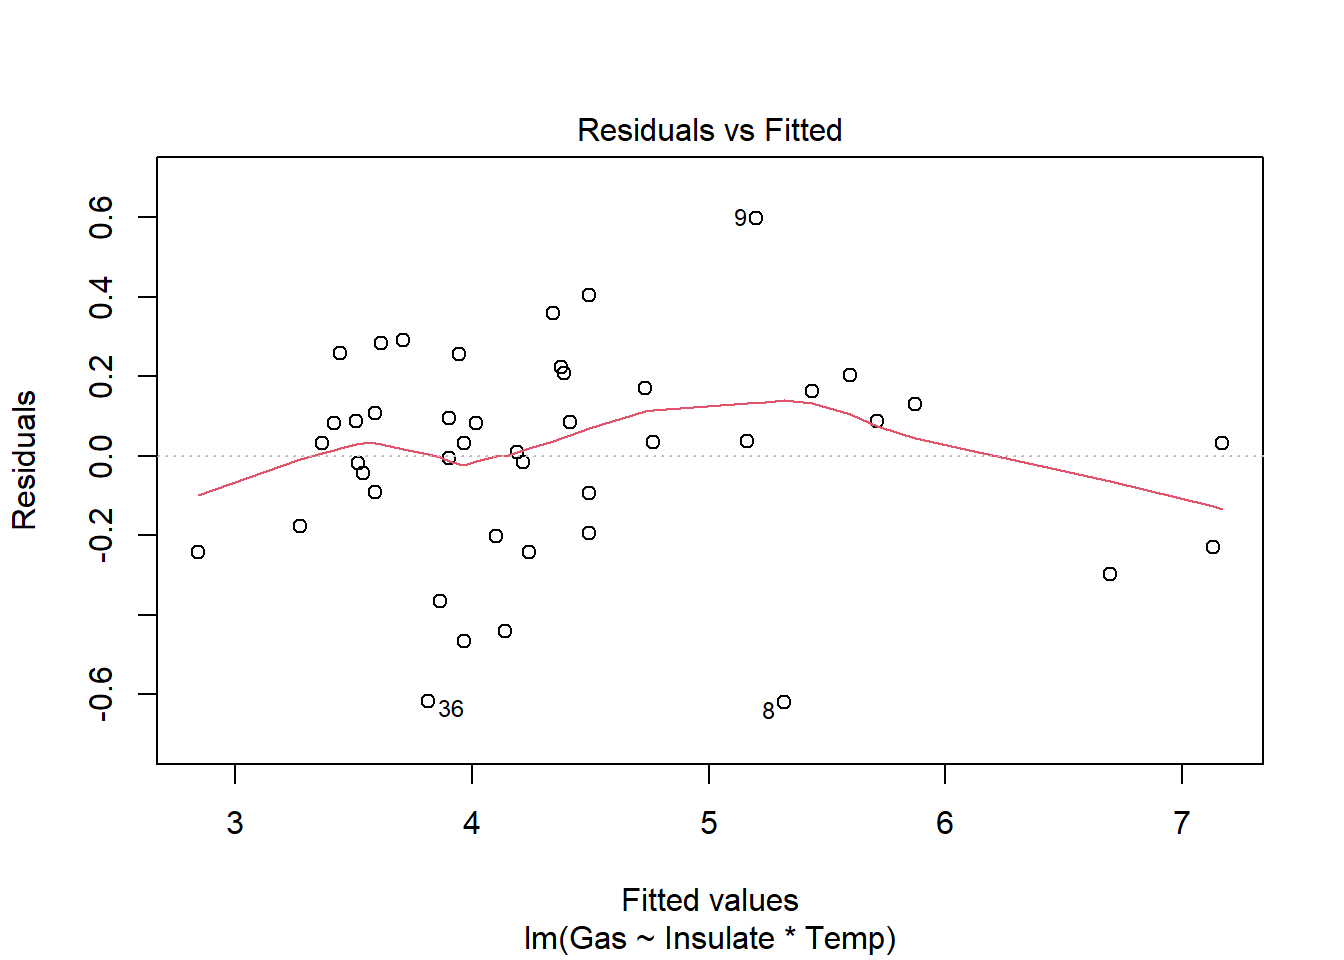 Residuals vs Fitted
Residuals
0.6
0.4
0.2
0.0
-0.2
-0.6
9
36
8
3 4 5 6 7
Fitted values
lm(Gas ~ Insulate * Temp)